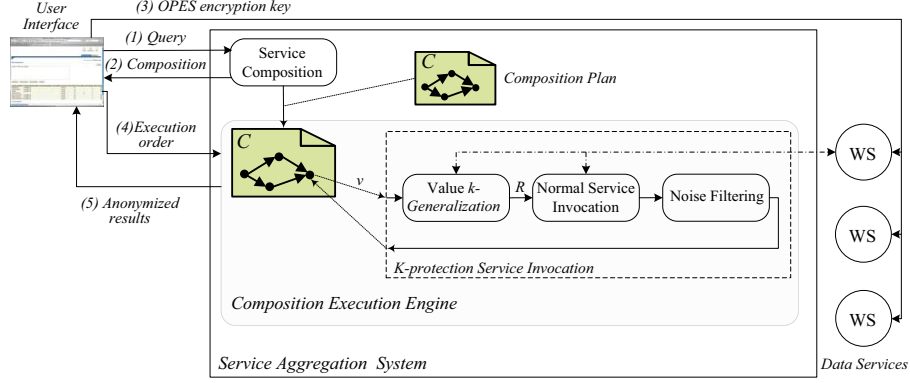 User
Interface
(3) OPES encryption key
(1) Query
(2) Composition
Service
Composition
C
Composition Plan
(4)Execution
order
C
v
Value k-
Generalization
R
Normal Service
Invocation
Noise Filtering
WS
(5) Anonymized
results
WS
K-protection Service Invocation
Composition Execution Engine
WS
Service Aggregation System
Data Services